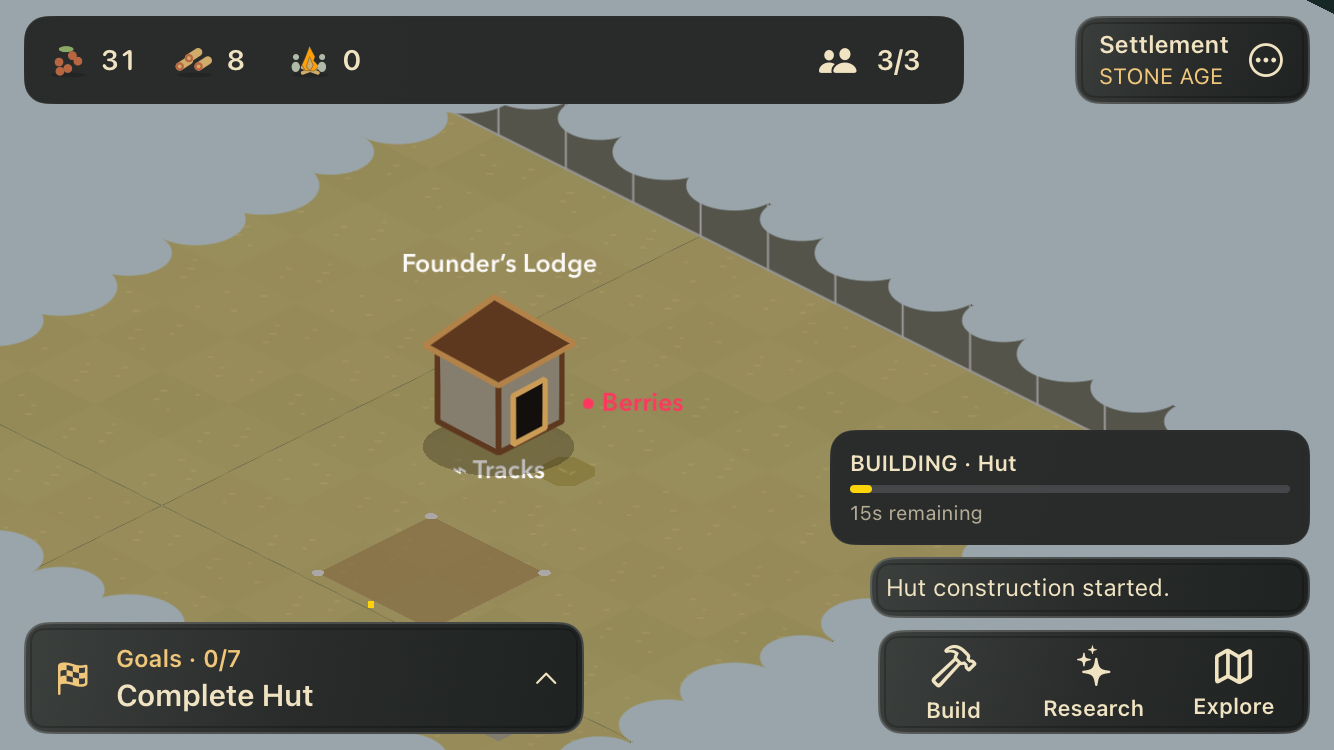 31 8 0 3/3
Settlement
STONE AGE
Founder's Lodge
Berries
Tracks
BUILDING · Hut
15s remaining
Hut construction started.
Goals · 0/7
Complete Hut
Build Research Explore